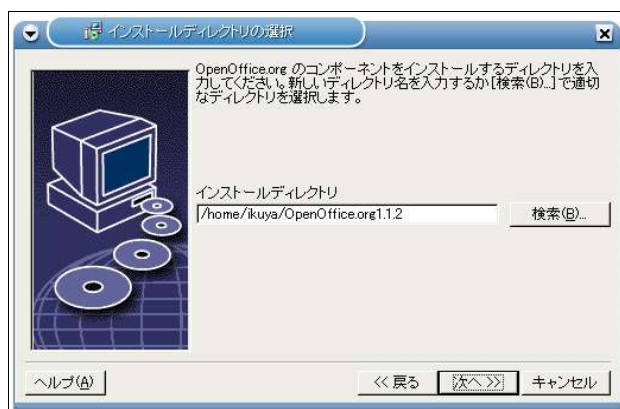 インストールディレクトリの選択
OpenOffice.org のコンポーネントをインストールするディレクトリを入
力してください。新しいディレクトリ名を入力するか[検索(B)...]で適切
なディレクトリを選択します。
インストールディレクトリ
/home/ikuya/OpenOffice.org1.1.2
検索(B)...
ヘルプ(A)
<< 戻る
次へ >>
キャンセル